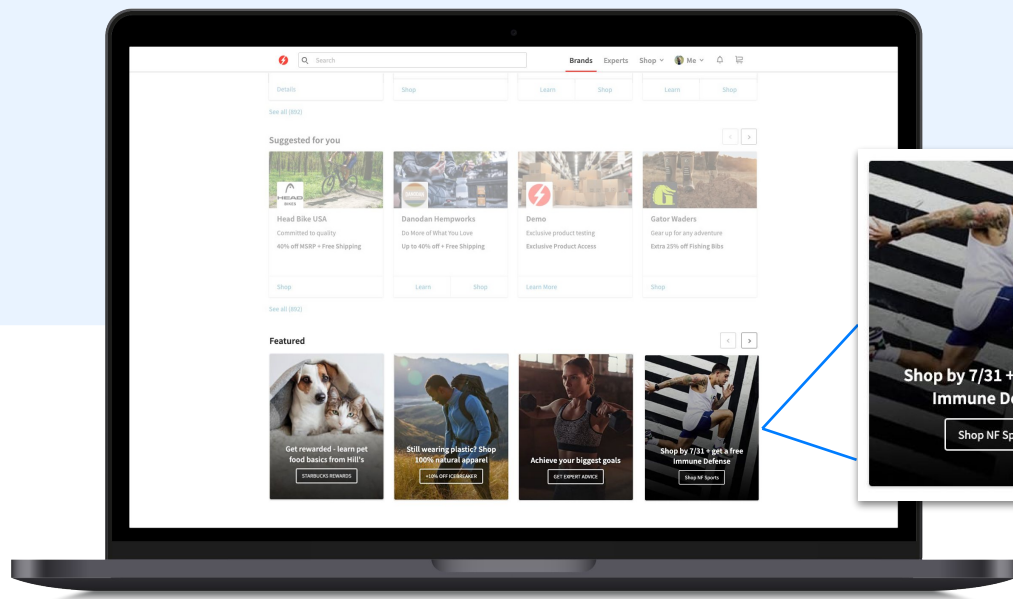 Search
Brands Experts Shop Me
Details Shop Learn Shop Learn Shop
See all (892)
Suggested for you
HEAD
BIKES
Head Bike USA Danodan Hempworks Demo Gator Waders
Committed to quality Do More of What You Love Exclusive product testing Gear up for any adventure
40% off MSRP + Free Shipping Up to 40% off + Free Shipping Exclusive Product Access Extra 25% off Fishing Bibs
Shop Learn Shop Learn More Shop
See all (892)
Featured
Get rewarded - learn pet
food basics from Hill's
STARBUCKS REWARDS
Still wearing plastic? Shop
100% natural apparel
+10% OFF ICEBREAKER
Achieve your biggest goals
GET EXPERT ADVICE
Shop by 7/31 + get a free
Immune Defense
Shop NF Sports
Shop by 7/31 +
Immune De
Shop NF Sp